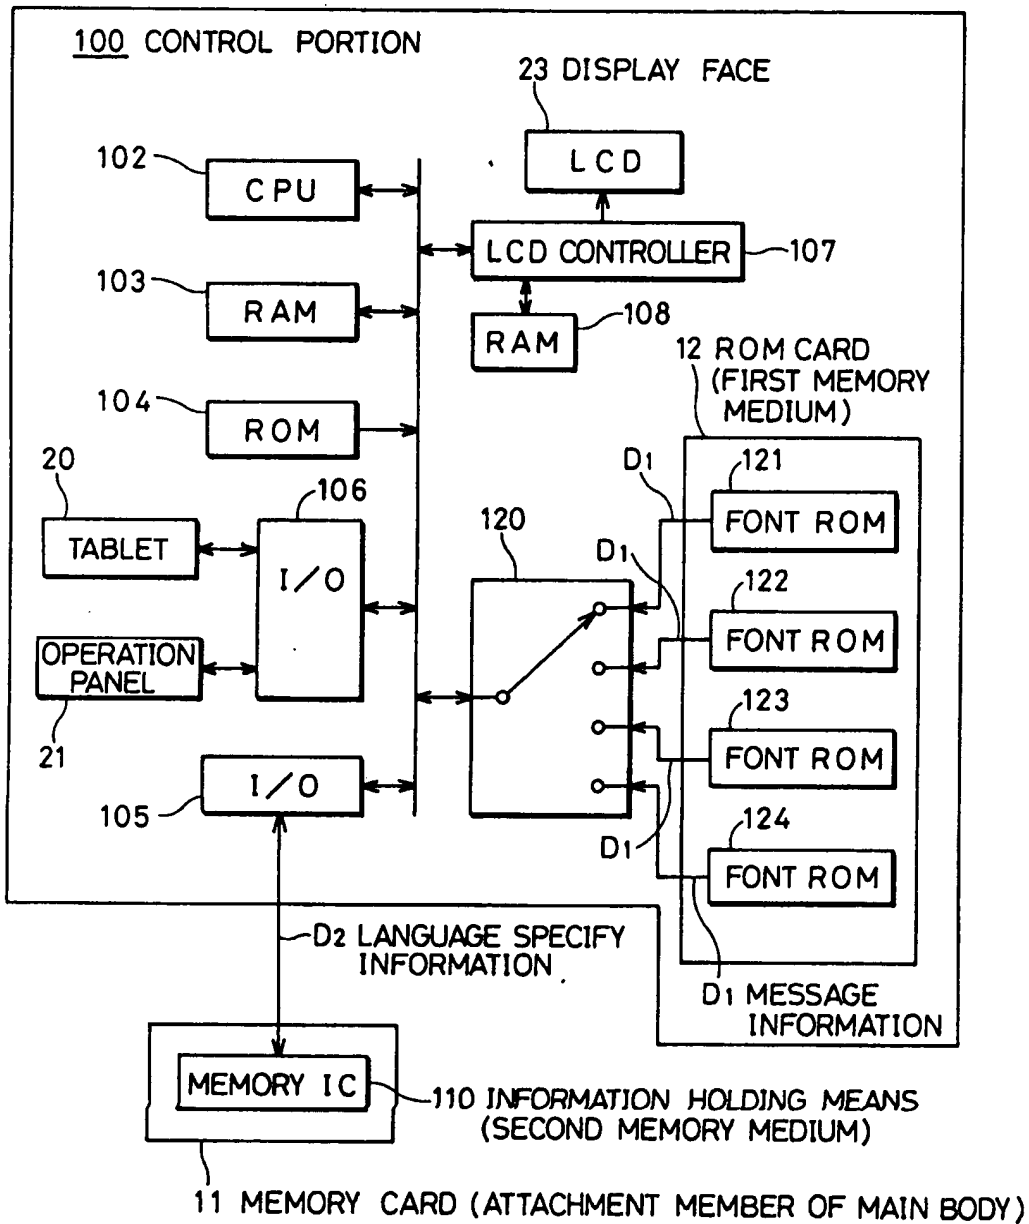 100 CONTROL PORTION
23 DISPLAY FACE
LCD
102
CPU
LCD CONTROLLER
107
103
RAM
108
RAM
12 ROM CARD
(FIRST MEMORY
MEDIUM)
104
ROM
20
TABLET
106
I/O
OPERATION
PANEL
21
120
D1
121
FONT ROM
D1
122
FONT ROM
123
FONT ROM
D1
124
FONT ROM
105
I/O
D2 LANGUAGE SPECIFY
INFORMATION
D1 MESSAGE
INFORMATION
MEMORY IC
110 INFORMATION HOLDING MEANS
(SECOND MEMORY MEDIUM)
11 MEMORY CARD (ATTACHMENT MEMBER OF MAIN BODY)